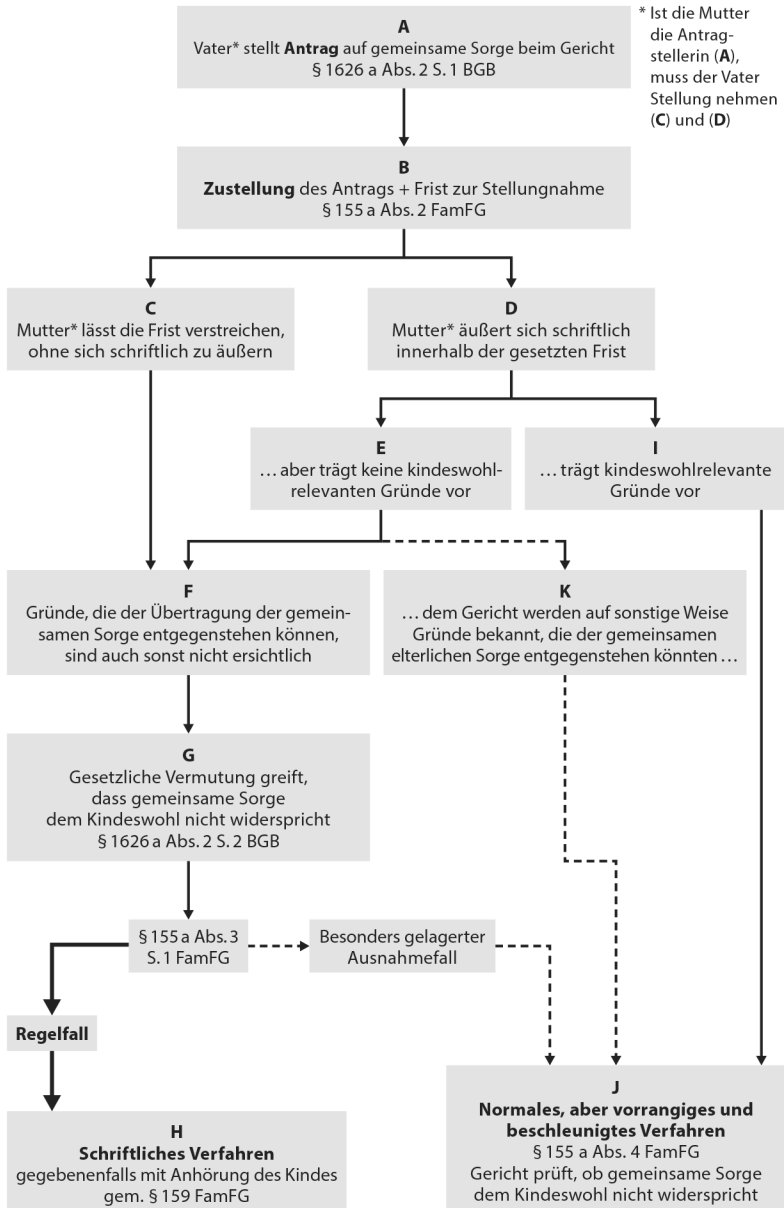 A
Vater* stellt Antrag auf gemeinsame Sorge beim Gericht
§ 1626 a Abs. 2 S. 1 BGB
* Ist die Mutter
die Antrag-
stellerin (A),
muss der Vater
Stellung nehmen
(C) und (D)
B
Zustellung des Antrags + Frist zur Stellungnahme
§ 155 a Abs. 2 FamFG
C
Mutter* lässt die Frist verstreichen,
ohne sich schriftlich zu äußern
D
Mutter* äußert sich schriftlich
innerhalb der gesetzten Frist
E
… aber trägt keine kindeswohl-
relevanten Gründe vor
I
… trägt kindeswohlrelevante
Gründe vor
F
Gründe, die der Übertragung der gemein-
samen Sorge entgegenstehen können,
sind auch sonst nicht ersichtlich
K
… dem Gericht werden auf sonstige Weise
Gründe bekannt, die der gemeinsamen
elterlichen Sorge entgegenstehen könnten …
G
Gesetzliche Vermutung greift,
dass gemeinsame Sorge
dem Kindeswohl nicht widerspricht
§ 1626 a Abs. 2 S. 2 BGB
§ 155 a Abs. 3
S. 1 FamFG
Besonders gelagerter
Ausnahmefall
Regelfall
H
Schriftliches Verfahren
gegebenenfalls mit Anhörung des Kindes
gem. § 159 FamFG
J
Normales, aber vorrangiges und
beschleunigtes Verfahren
§ 155 a Abs. 4 FamFG
Gericht prüft, ob gemeinsame Sorge
dem Kindeswohl nicht widerspricht